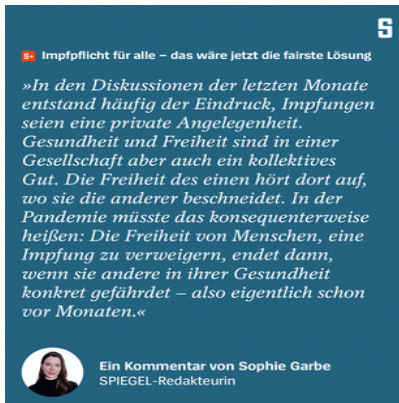 S
S+ Impfpflicht für alle – das wäre jetzt die fairste Lösung
»In den Diskussionen der letzten Monate
entstand häufig der Eindruck, Impfungen
seien eine private Angelegenheit.
Gesundheit und Freiheit sind in einer
Gesellschaft aber auch ein kollektives
Gut. Die Freiheit des einen hört dort auf,
wo sie die anderer beschneidet. In der
Pandemie müsste das konsequenterweise
heißen: Die Freiheit von Menschen, eine
Impfung zu verweigern, endet dann,
wenn sie andere in ihrer Gesundheit
konkret gefährdet – also eigentlich schon
vor Monaten.«
Ein Kommentar von Sophie Garbe
SPIEGEL-Redakteurin